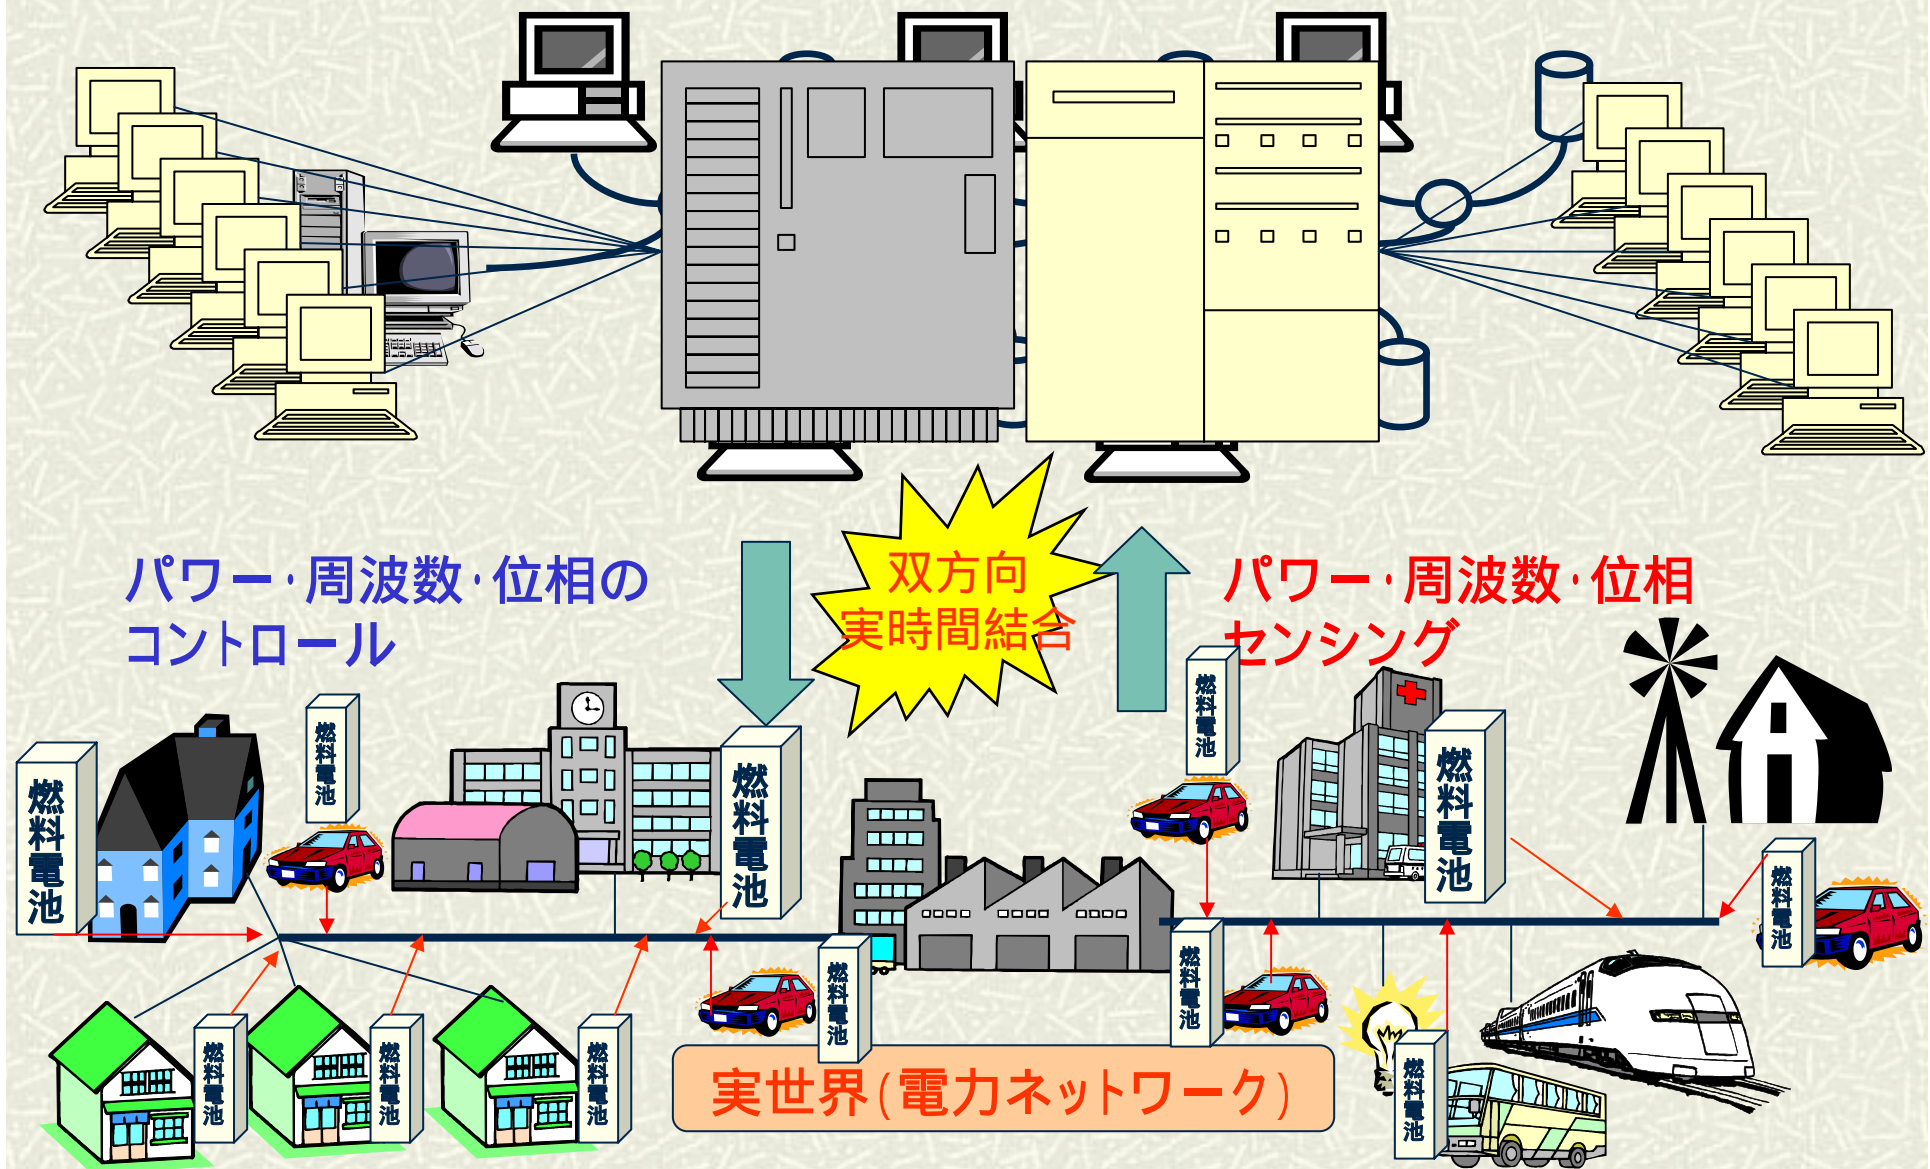 双方向
実時間結合
パワー・周波数・位相の
コントロール
パワー・周波数・位相
センシング
燃料電池
燃料電池
燃料電池
燃料電池
燃料電池
燃料電池
燃料電池
燃料電池
燃料電池
燃料電池
燃料電池
燃料電池
実世界(電力ネットワーク)